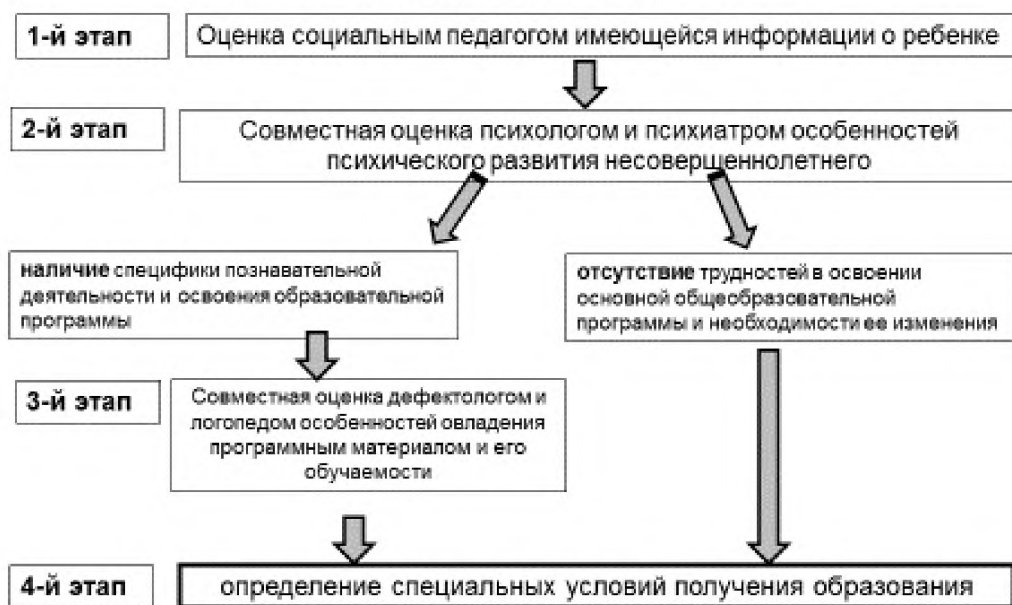 1-й этап
Оценка социальным педагогом имеющейся информации о ребенке
2-й этап
Совместная оценка психологом и психиатром особенностей
психического развития несовершеннолетнего
наличие специфики познавательной
деятельности и освоения образовательной
программы
отсутствие трудностей в освоении
основной общеобразовательной
программы и необходимости ее изменения
3-й этап
Совместная оценка дефектологом и
логопедом особенностей овладения
программным материалом и его
обучаемости
4-й этап
определение специальных условий получения образования